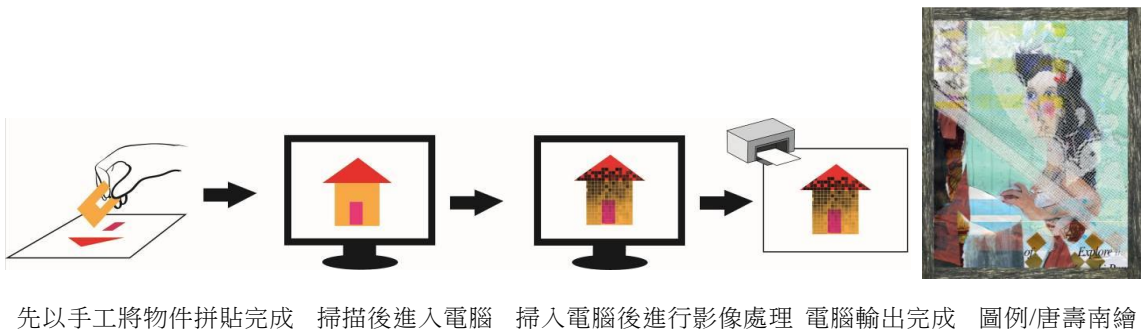 Explore
先以手工將物件拼貼完成 掃描後進入電腦 掃入電腦後進行影像處理 電腦輸出完成 圖例/唐壽南繪